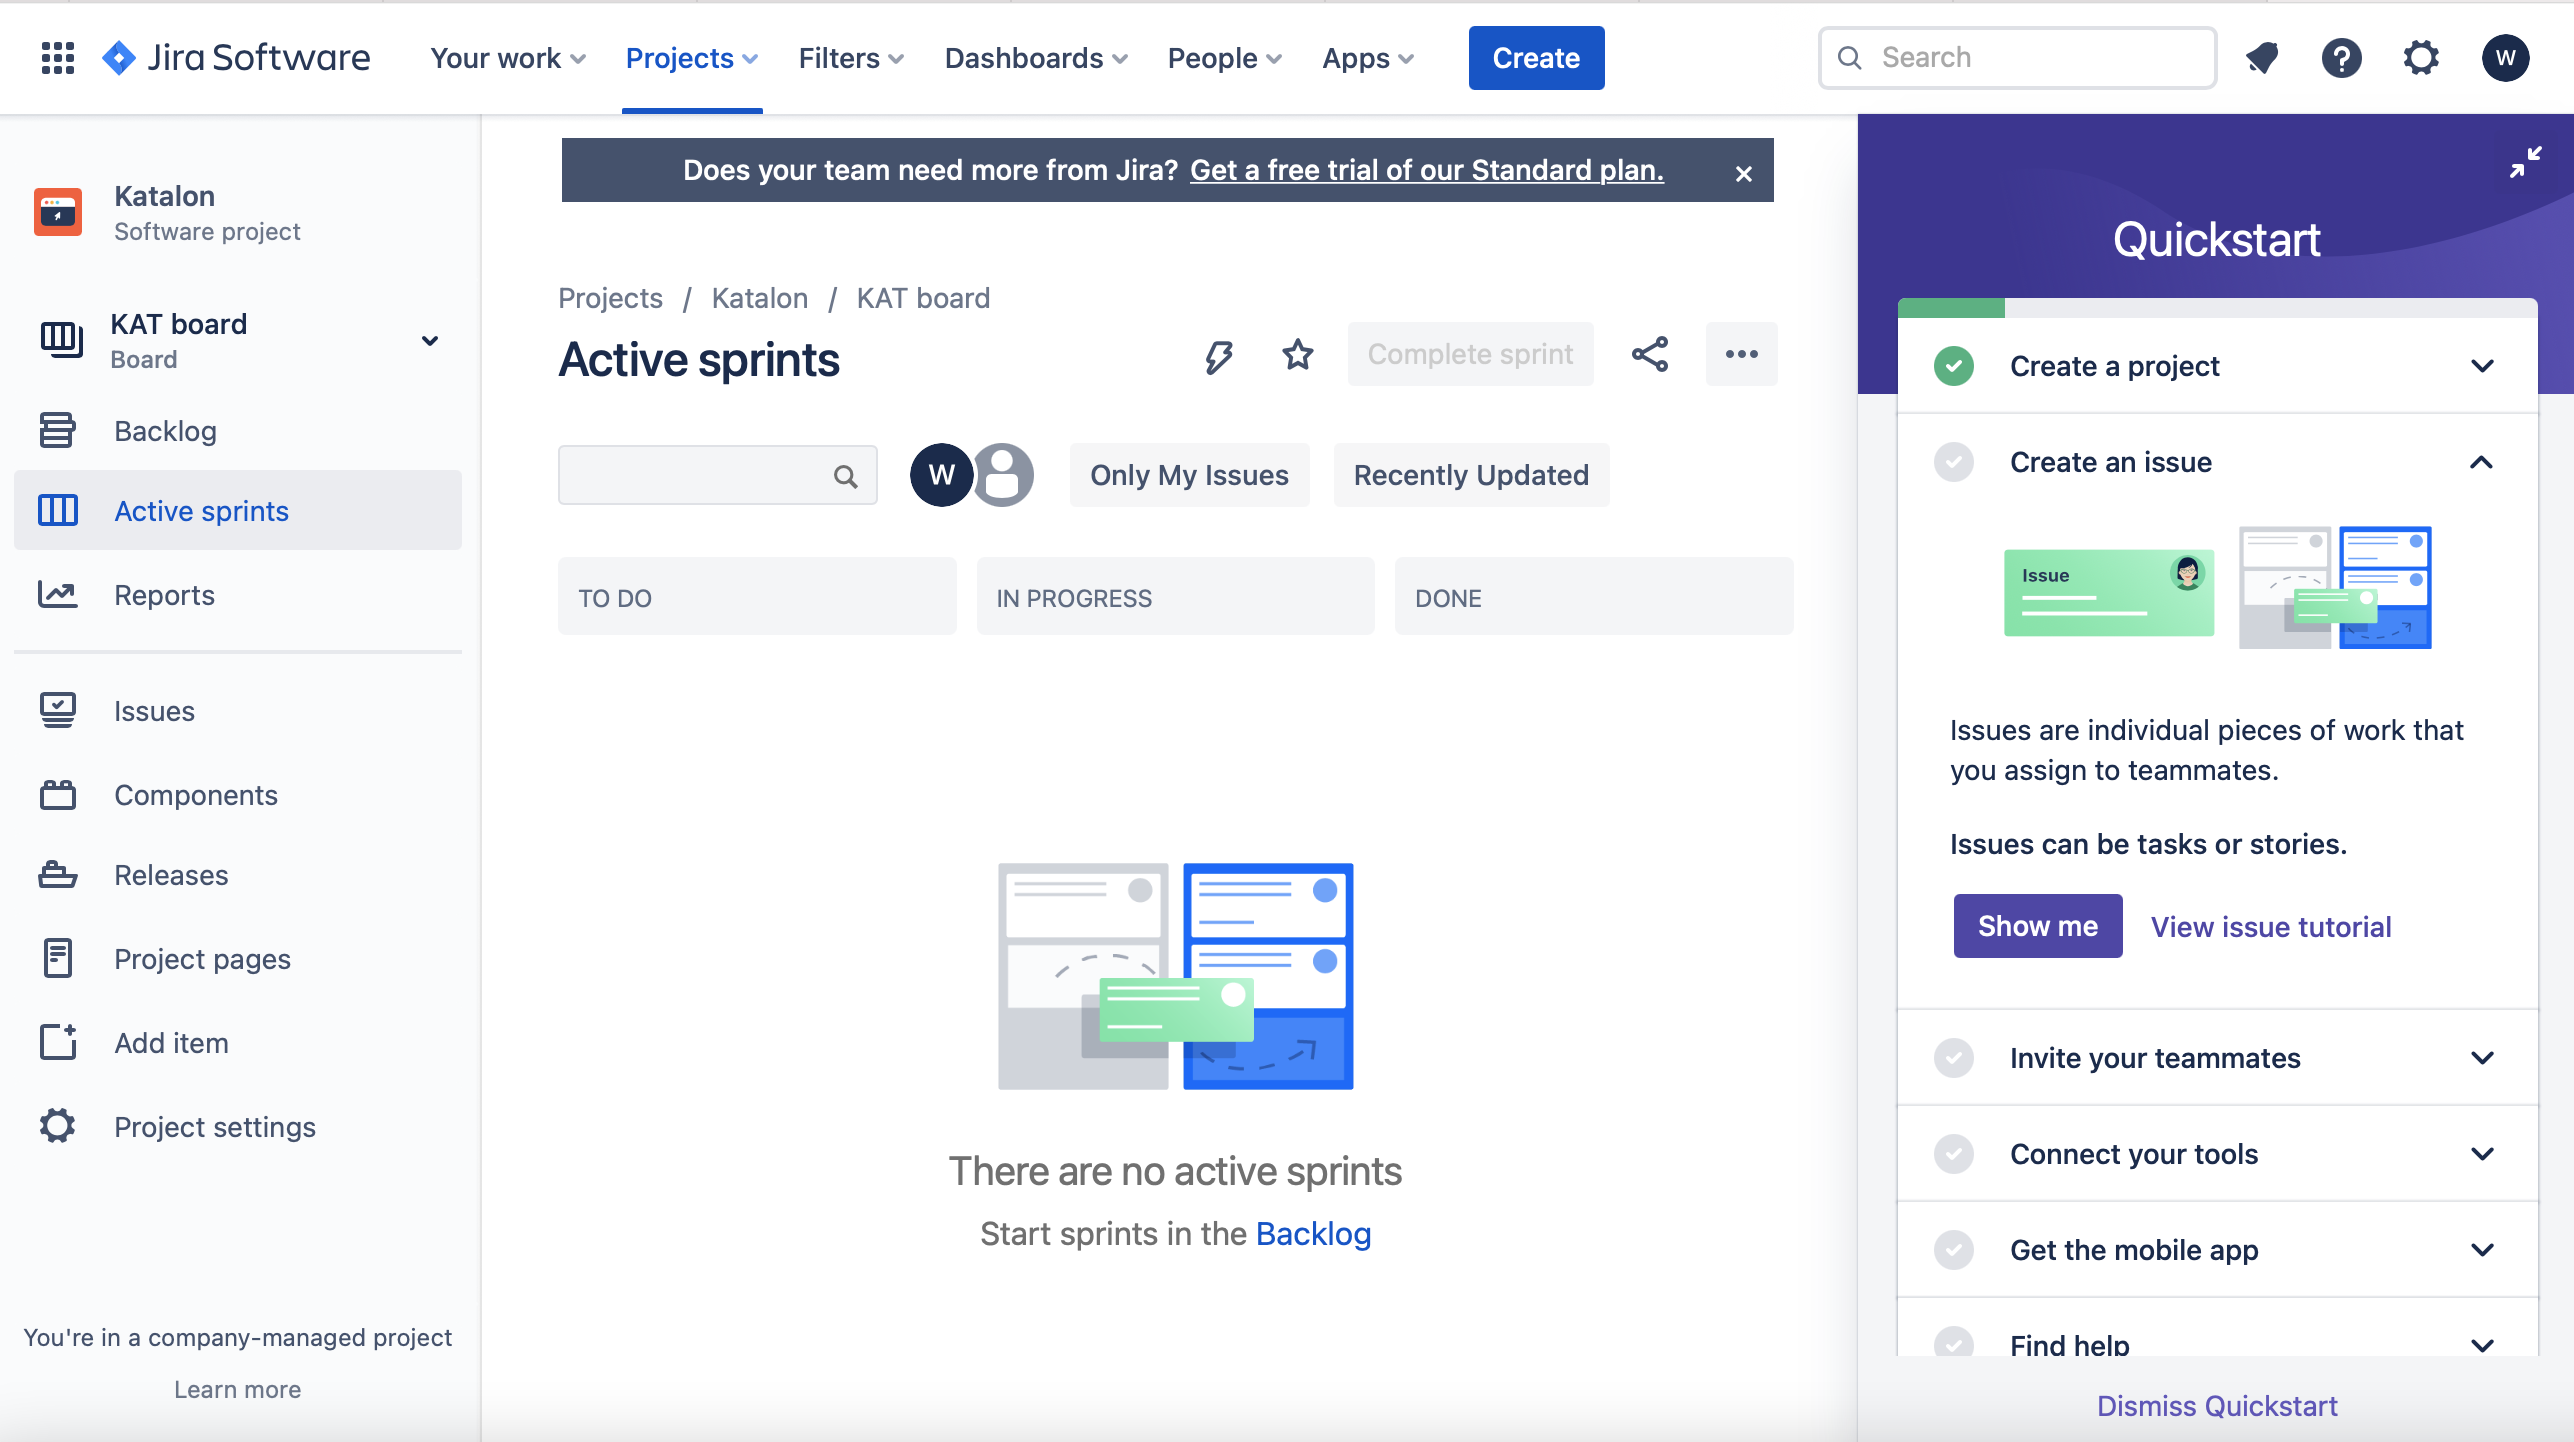 Jira Software
Your work
Projects
Filters
Dashboards
People
Apps
Create
Search
W
Katalon
Software project
KAT board
Board
Backlog
Active sprints
Reports
Issues
Components
Releases
Project pages
Add item
Project settings
You're in a company-managed project
Learn more
Does your team need more from Jira? Get a free trial of our Standard plan.
Projects / Katalon / KAT board
Active sprints
Complete sprint
W
Only My Issues
Recently Updated
TO DO
IN PROGRESS
DONE
There are no active sprints
Start sprints in the Backlog
Quickstart
Create a project
Create an issue
Issue
Issues are individual pieces of work that
you assign to teammates.
Issues can be tasks or stories.
Show me
View issue tutorial
Invite your teammates
Connect your tools
Get the mobile app
Find help
Dismiss Quickstart